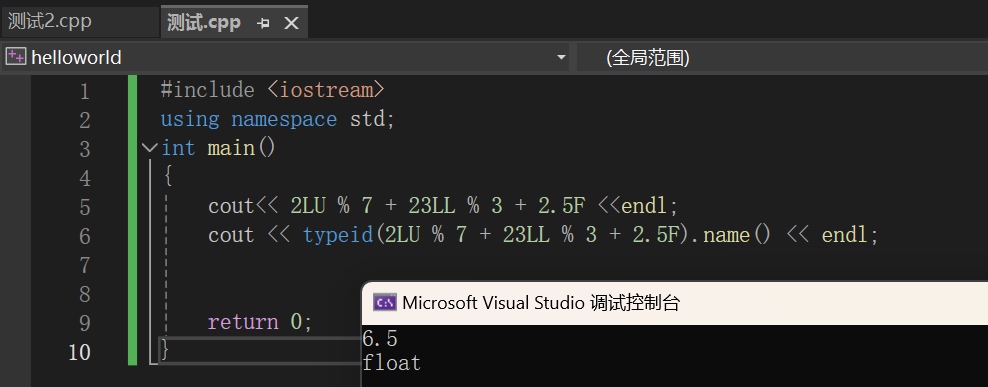 测试2.cpp 测试.cpp
helloworld (全局范围)
1 #include <iostream>
2 using namespace std;
3 int main()
4 {
5 cout<< 2LU % 7 + 23LL % 3 + 2.5F <<endl;
6 cout << typeid(2LU % 7 + 23LL % 3 + 2.5F).name() << endl;
7
8
9 return 0;
10 }
C:\ Microsoft Visual Studio 调试控制台
6.5
float